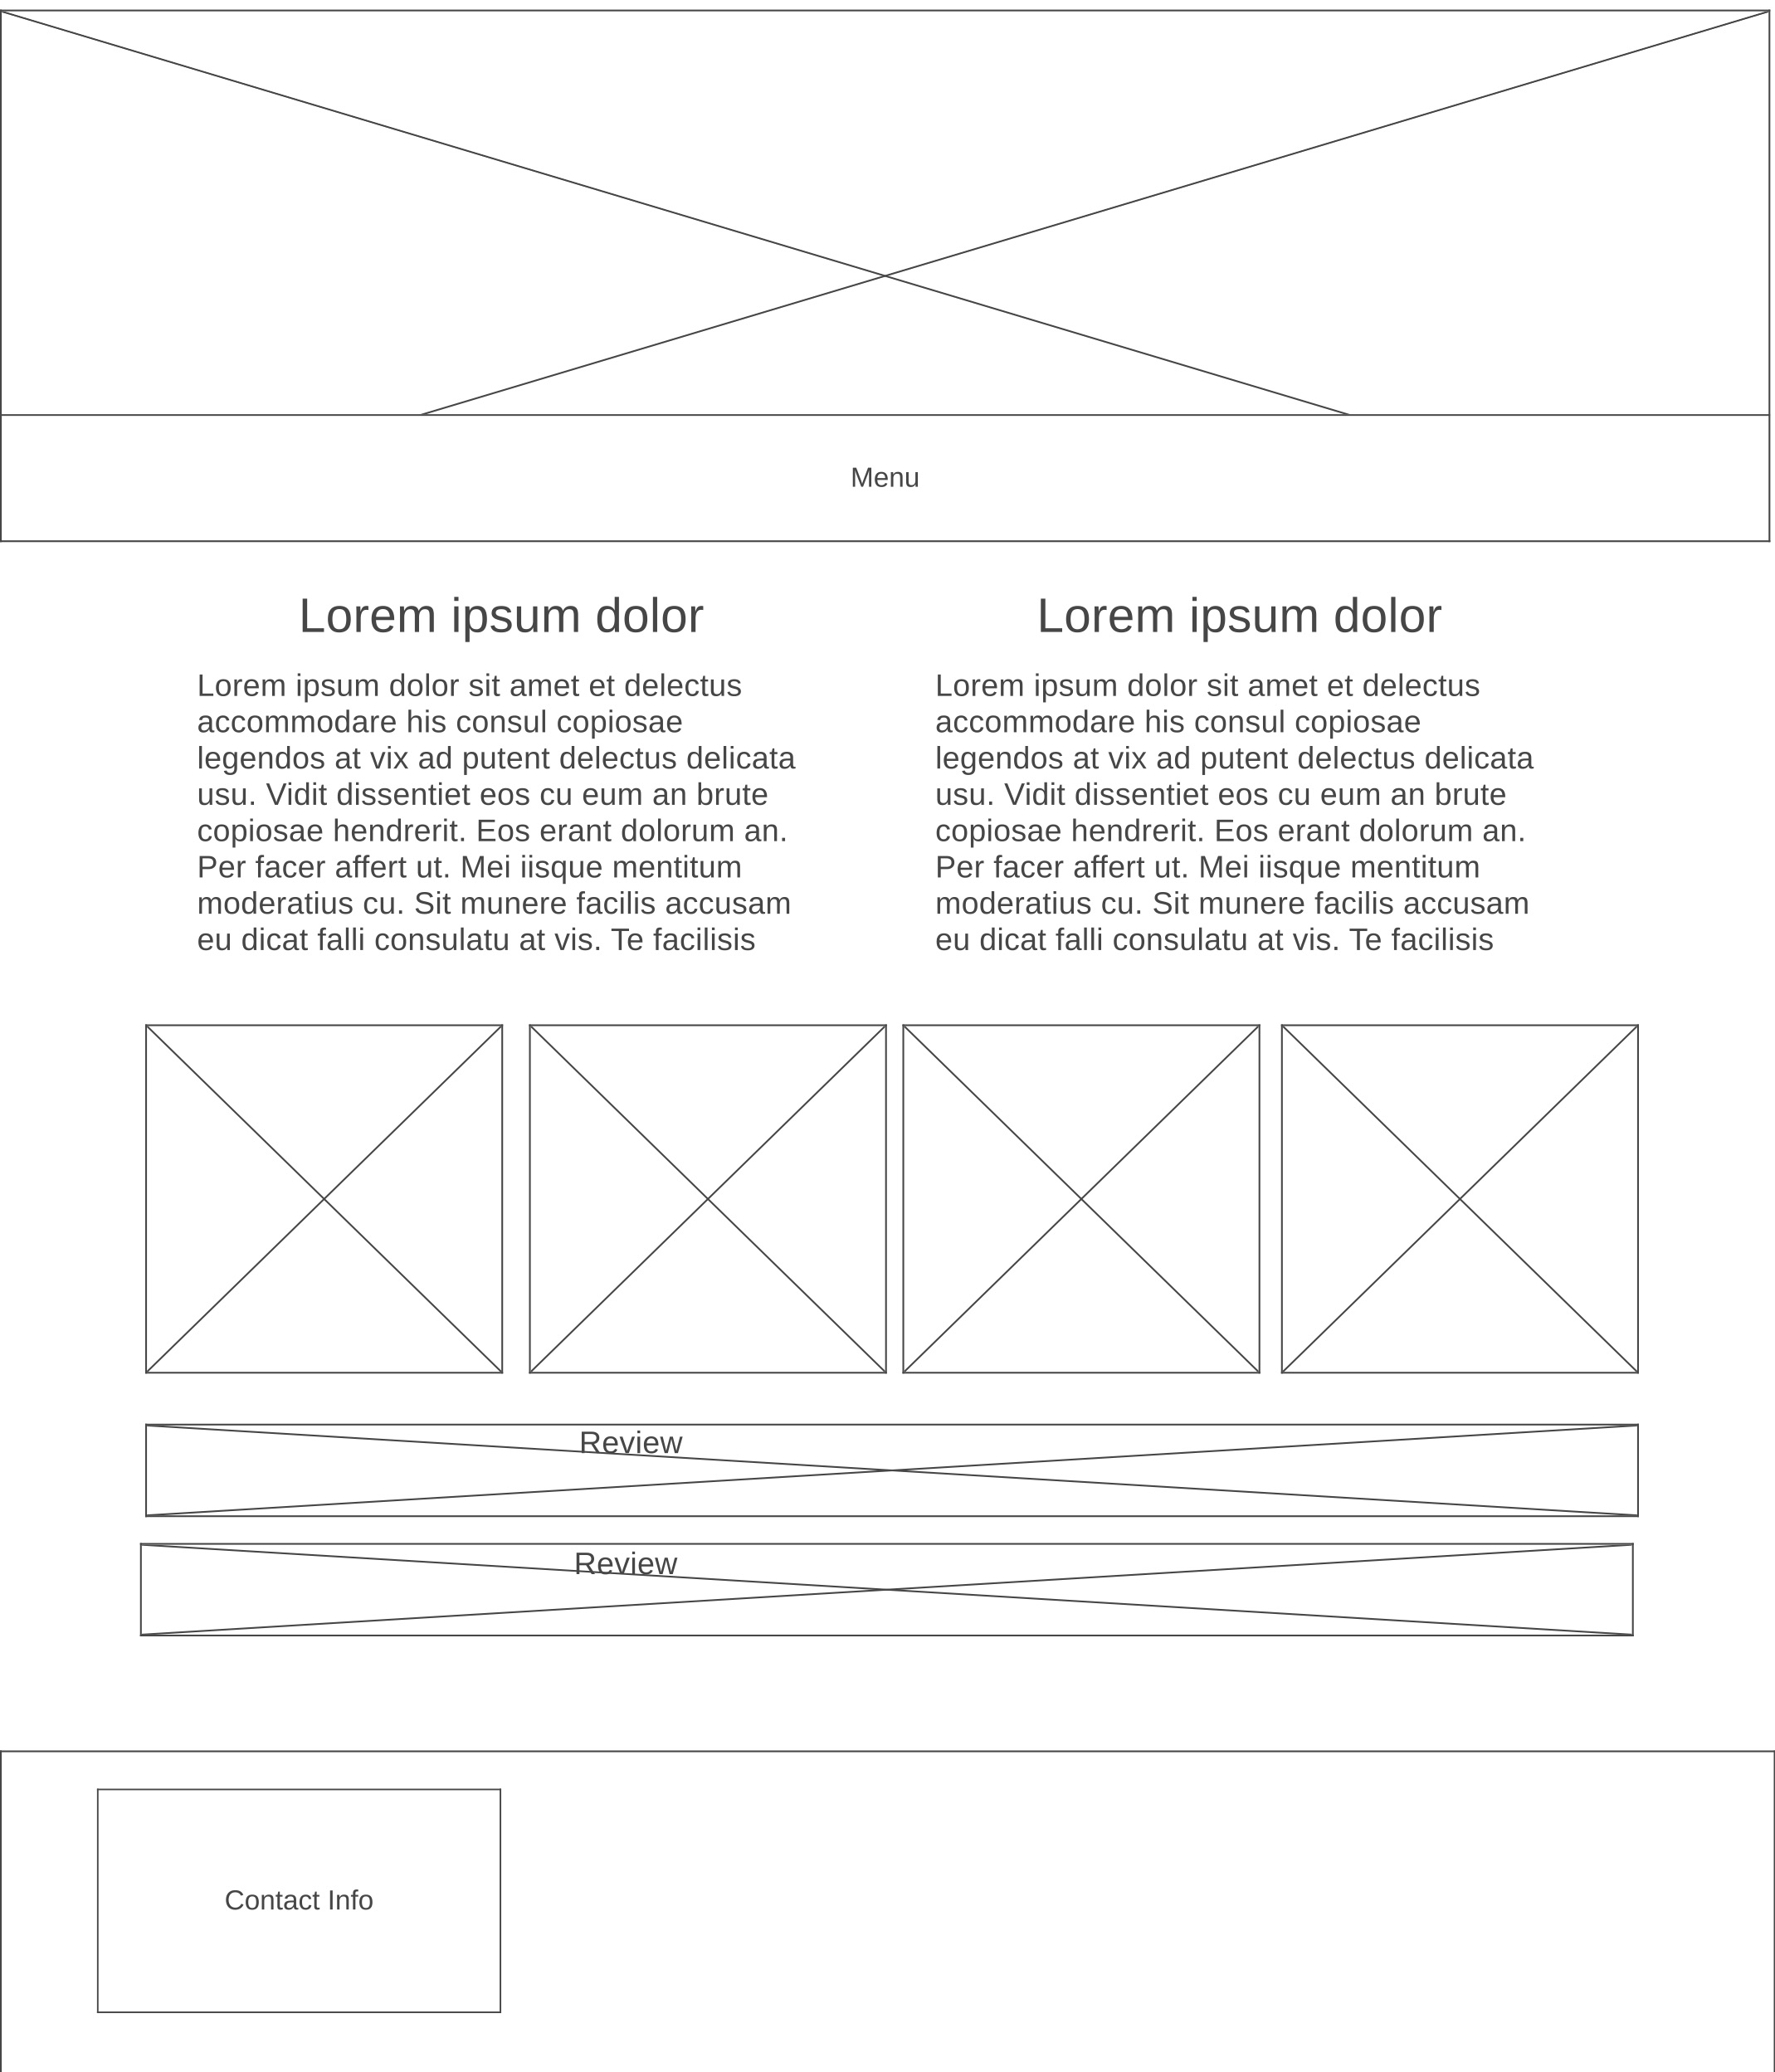 Menu
Lorem ipsum dolor
Lorem ipsum dolor sit amet et delectus
accommodare his consul copiosae
legendos at vix ad putent delectus delicata
usu. Vidit dissentiet eos cu eum an brute
copiosae hendrerit. Eos erant dolorum an.
Per facer affert ut. Mei iisque mentitum
moderatius cu. Sit munere facilis accusam
eu dicat falli consulatu at vis. Te facilisis
Lorem ipsum dolor
Lorem ipsum dolor sit amet et delectus
accommodare his consul copiosae
legendos at vix ad putent delectus delicata
usu. Vidit dissentiet eos cu eum an brute
copiosae hendrerit. Eos erant dolorum an.
Per facer affert ut. Mei iisque mentitum
moderatius cu. Sit munere facilis accusam
eu dicat falli consulatu at vis. Te facilisis
Review
Review
Contact Info